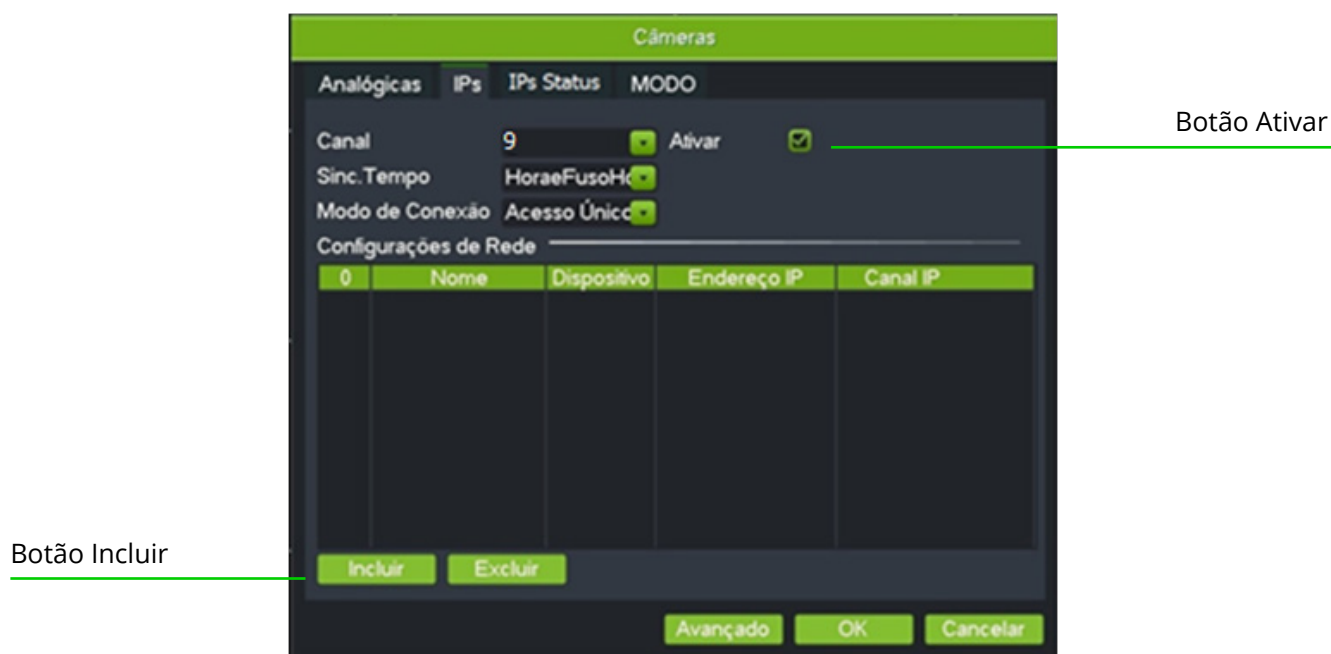 Câmeras
Analógicas IPs IPs Status MODO
Botão Ativar
Canal 9 Ativar
Sinc.Tempo HoraeFusoHo
Modo de Conexão Acesso Único
Configurações de Rede
0 Nome Dispositivo Endereço IP Canal IP
Botão Incluir
Incluir Excluir
Avançado OK Cancelar